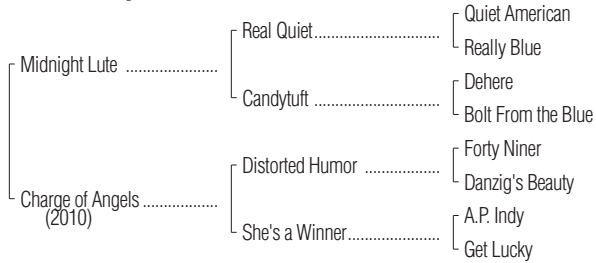 Quiet American
Real Quiet
Really Blue
Midnight Lute
Dehere
Candytuft
Bolt From the Blue
Forty Niner
Distorted Humor
Danzig's Beauty
Charge of Angels
(2010)
A.P. Indy
She's a Winner
Get Lucky